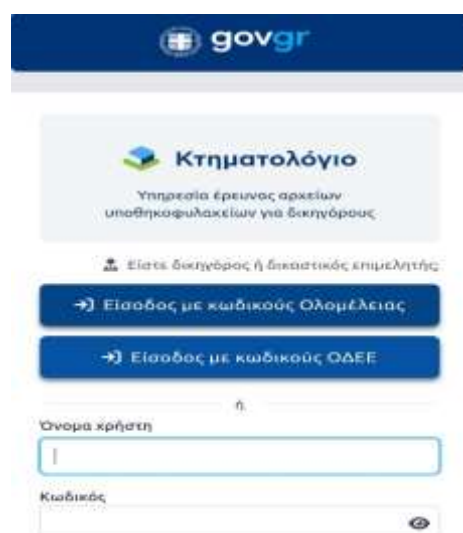 govgr
Κτηματολόγιο
Υπηρεσία έρευνας αρχείων
υποθηκοφυλακείων για δικηγόρους
Είστε δικηγόρος ή δικαστικός επιμελητής;
Είσοδος με κωδικούς Ολομέλειας
Είσοδος με κωδικούς ΟΔΕΕ
ή
Όνομα χρήστη
Κωδικός